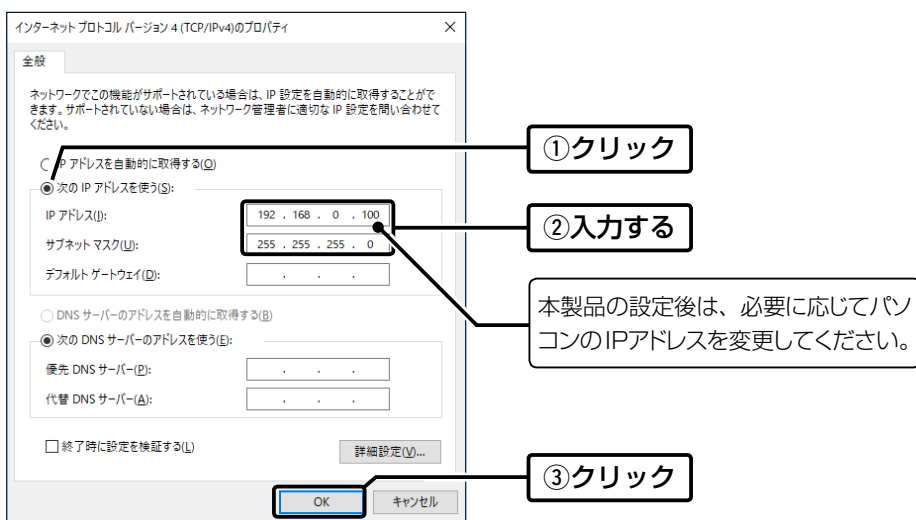 インターネット プロトコル バージョン 4 (TCP/IPv4)のプロパティ
全般
ネットワークでこの機能がサポートされている場合は、IP 設定を自動的に取得することがで
きます。サポートされていない場合は、ネットワーク管理者に適切な IP 設定を問い合わせて
ください。
①クリック
P アドレスを自動的に取得する(O)
次の IP アドレスを使う(S):
IP アドレス(I):
192 . 168 . 0 . 100
②入力する
サブネット マスク(U):
255 . 255 . 255 . 0
デフォルト ゲートウェイ(D):
. . .
本製品の設定後は、必要に応じてパソ
コンのIPアドレスを変更してください。
DNS サーバーのアドレスを自動的に取得する(B)
次の DNS サーバーのアドレスを使う(E):
優先 DNS サーバー(P):
. . .
代替 DNS サーバー(A):
. . .
終了時に設定を検証する(L)
詳細設定(V)...
③クリック
OK
キャンセル